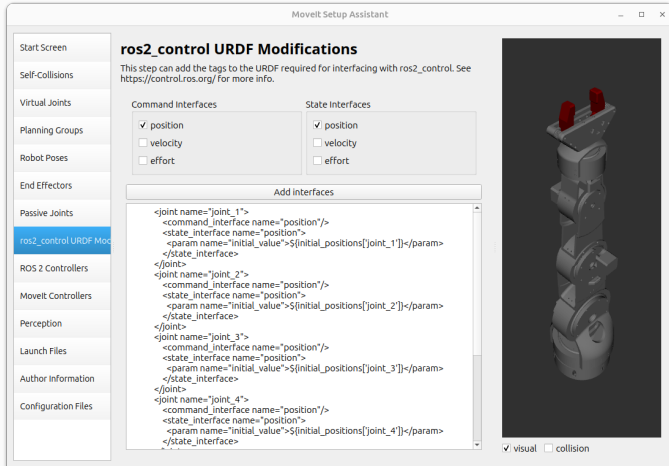 MoveIt Setup Assistant
Start Screen
Self-Collisions
Virtual Joints
Planning Groups
Robot Poses
End Effectors
Passive Joints
ros2_control URDF Mod
ROS 2 Controllers
MoveIt Controllers
Perception
Launch Files
Author Information
Configuration Files
ros2_control URDF Modifications
This step can add the tags to the URDF required for interfacing with ros2_control. See
https://control.ros.org/ for more info.
Command Interfaces
position
velocity
effort
State Interfaces
position
velocity
effort
Add interfaces
<joint name="joint_1">
<command_interface name="position"/>
<state_interface name="position">
<param name="initial_value">${initial_positions['joint_1']}</param>
</state_interface>
</joint>
<joint name="joint_2">
<command_interface name="position"/>
<state_interface name="position">
<param name="initial_value">${initial_positions['joint_2']}</param>
</state_interface>
</joint>
<joint name="joint_3">
<command_interface name="position"/>
<state_interface name="position">
<param name="initial_value">${initial_positions['joint_3']}</param>
</state_interface>
</joint>
<joint name="joint_4">
<command_interface name="position"/>
<state_interface name="position">
<param name="initial_value">${initial_positions['joint_4']}</param>
</state_interface>
visual
collision